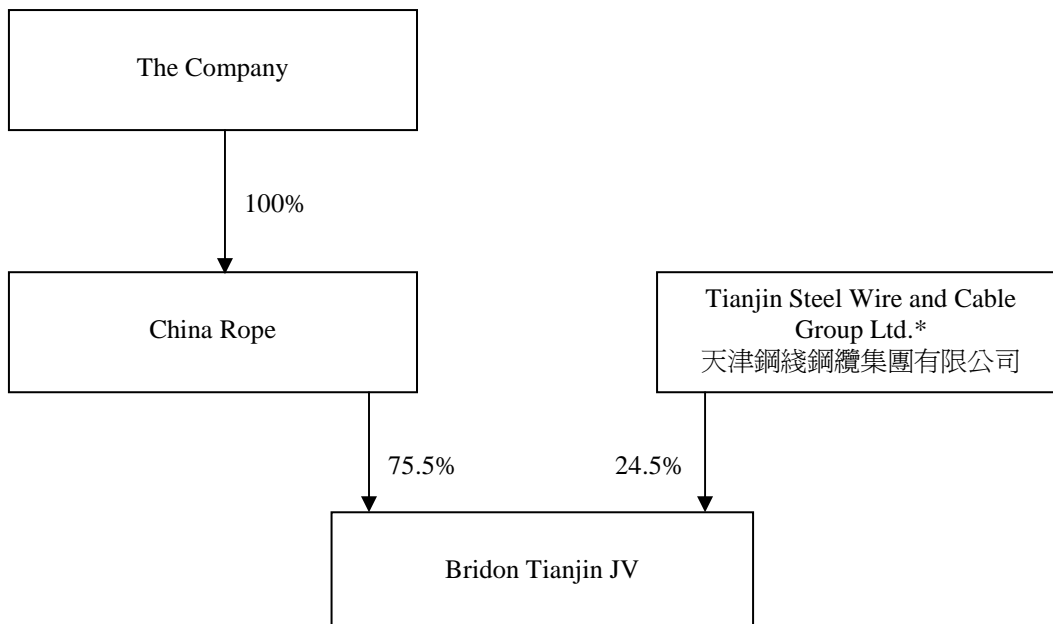 The Company
100%
China Rope
Tianjin Steel Wire and Cable
Group Ltd.*
天津鋼綫鋼纜集團有限公司
75.5%
24.5%
Bridon Tianjin JV